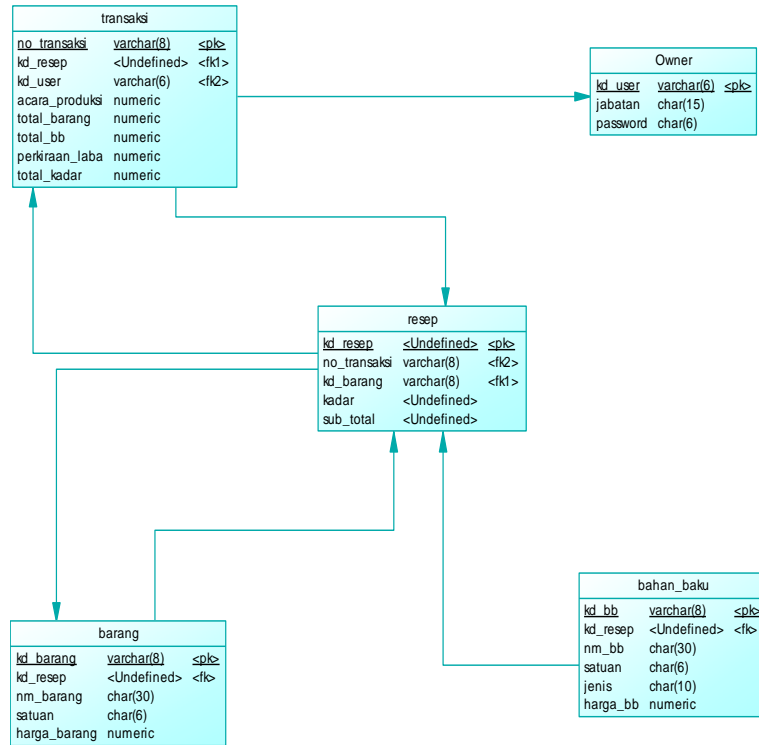 transaksi
no_transaksi varchar(8) <pk>
kd_resep <Undefined> <fk1>
kd_user varchar(6) <fk2>
acara_produksi numeric
total_barang numeric
total_bb numeric
perkiraan_laba numeric
total_kadar numeric
Owner
kd_user varchar(6) <pk>
jabatan char(15)
password char(6)
resep
kd_resep <Undefined> <pk>
no_transaksi varchar(8) <fk2>
kd_barang varchar(8) <fk1>
kadar <Undefined>
sub_total <Undefined>
bahan_baku
kd_bb varchar(8) <pk>
kd_resep <Undefined> <fk>
nm_bb char(30)
satuan char(6)
jenis char(10)
harga_bb numeric
barang
kd_barang varchar(8) <pk>
kd_resep <Undefined> <fk>
nm_barang char(30)
satuan char(6)
harga_barang numeric